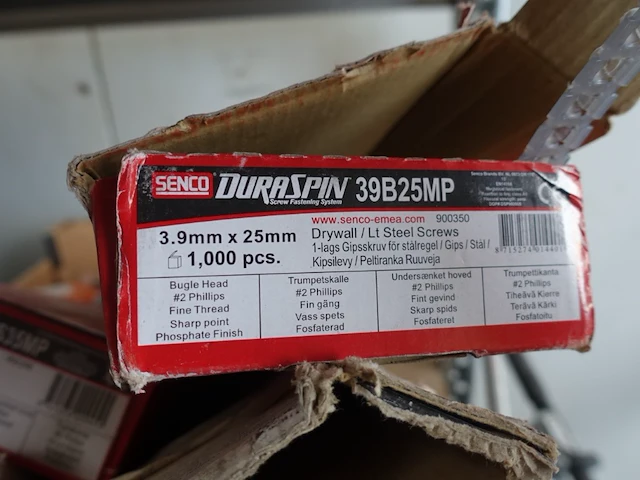 SENCO DURASPIN 39B25MP
Screw Fastening System
www.senco-emea.com 900350
3.9mm x 25mm
1,000 pcs.
Drywall / Lt Steel Screws
1-lags Gipsskruv för stålregel / Gips / Stål /
Kipsilevy / Peltiranka Ruuveja
Bugle Head
#2 Phillips
Fine Thread
Sharp point
Phosphate Finish
Trumpetskalle
#2 Phillips
Fin gäng
Vass spets
Fosfaterad
Undersænket hoved
#2 Phillips
Fint gevind
Skarp spids
Fosfateret
Trumpettikanta
#2 Phillips
Tiheävä Kierre
Terävä Kärki
Fosfatoitu
39MP